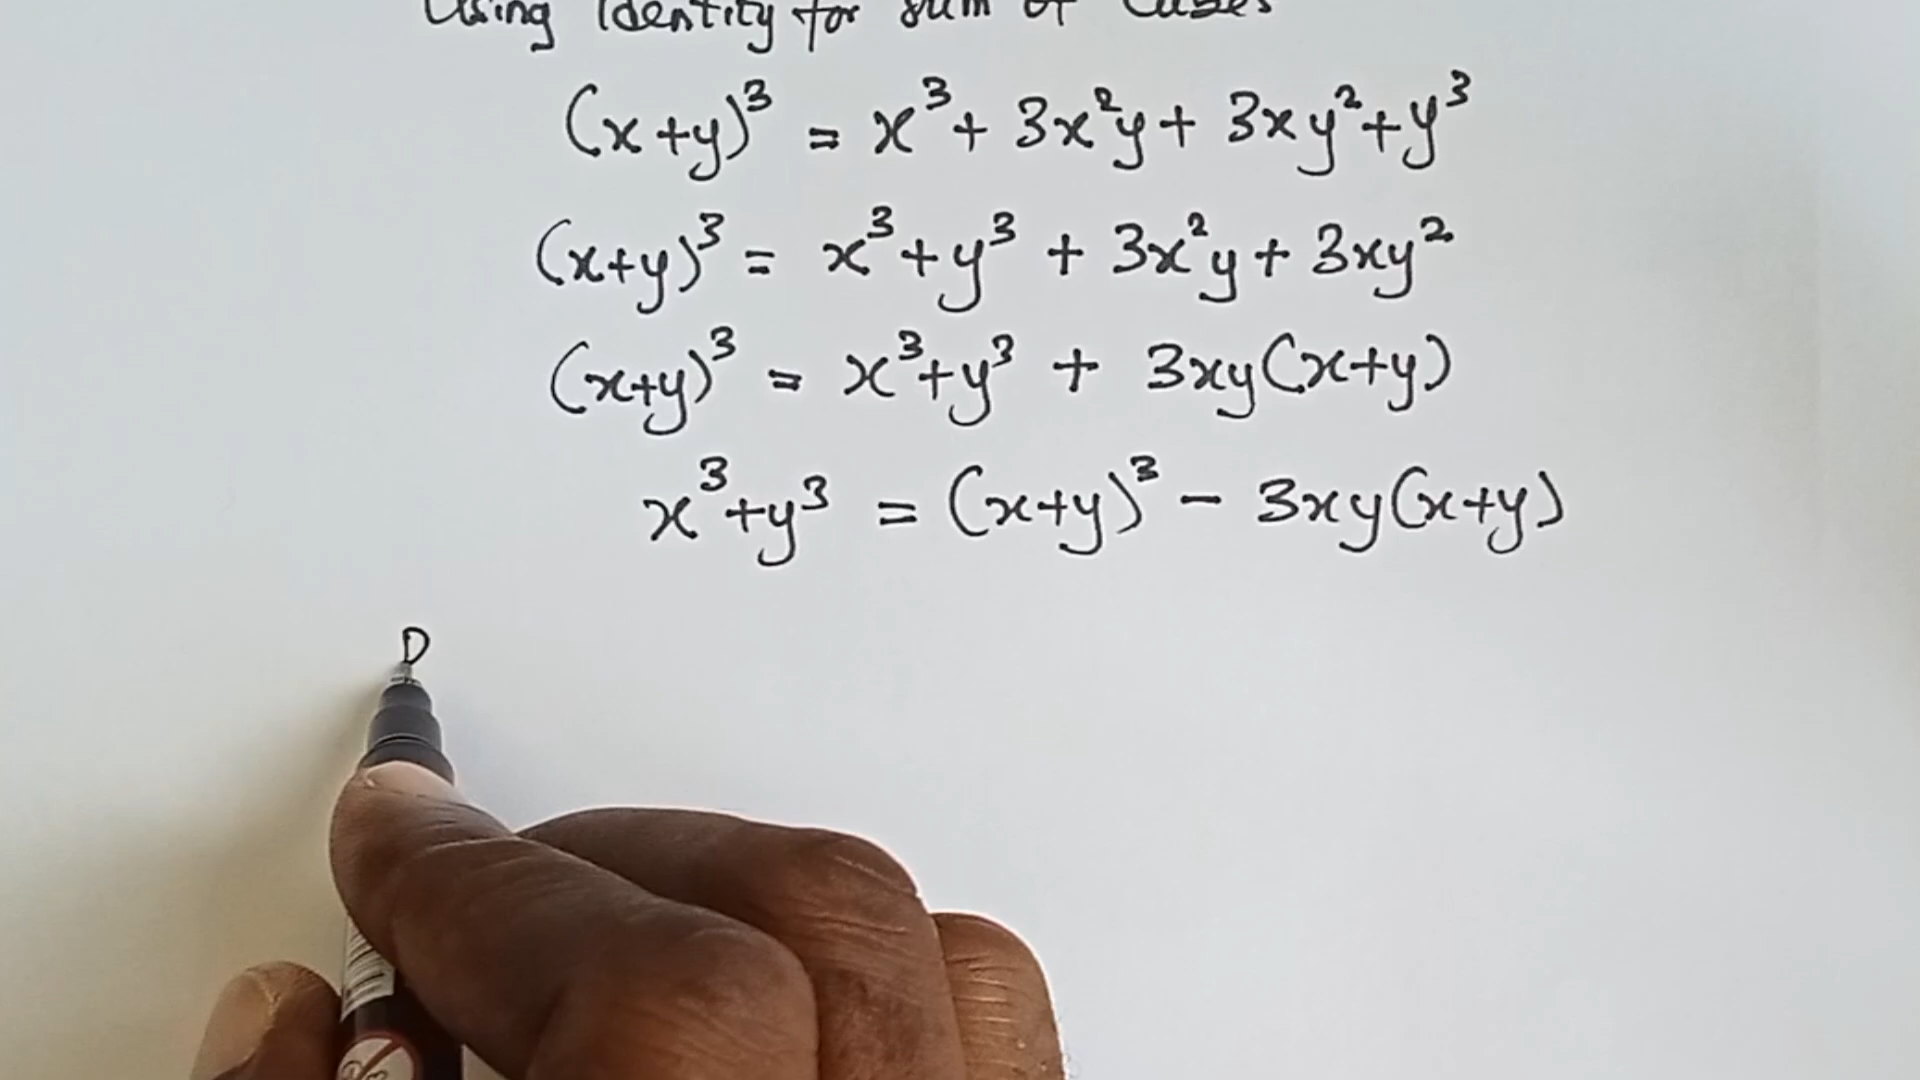 Using Identity for sum of Cubes
(x+y)³ = x³ + 3x²y + 3xy² + y³
(x+y)³ = x³ + y³ + 3x²y + 3xy²
(x+y)³ = x³ + y³ + 3xy(x+y)
x³ + y³ = (x+y)³ - 3xy(x+y)
D